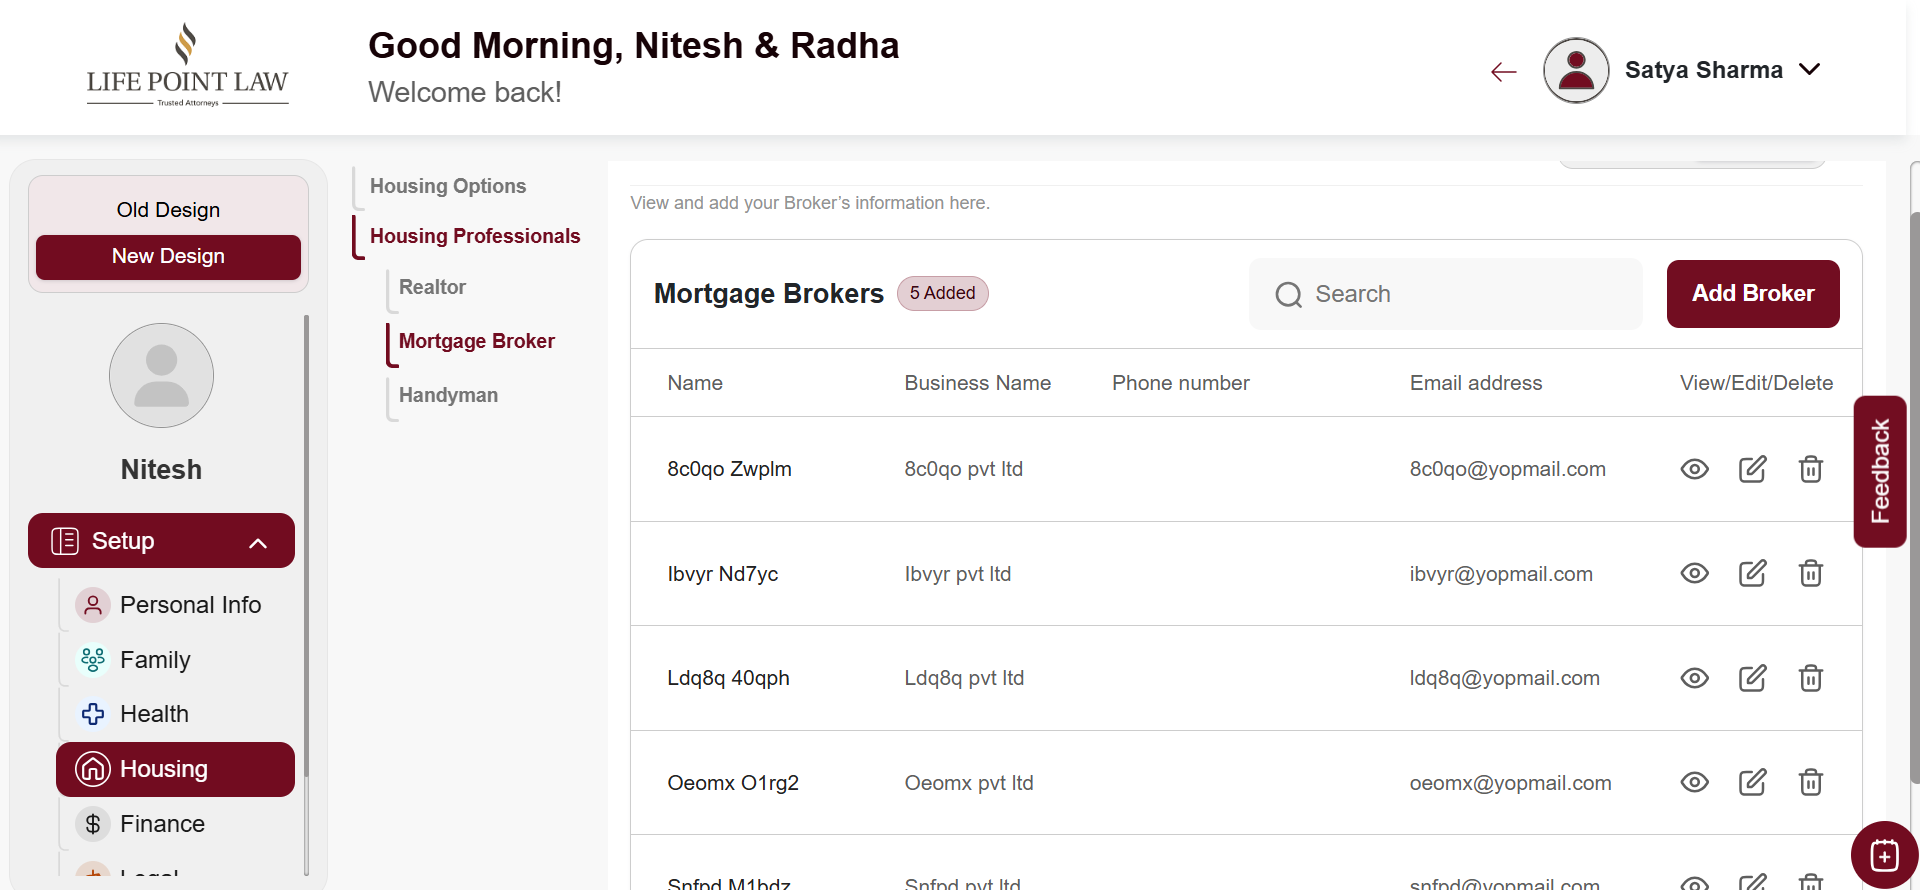 LIFE POINT LAW
Trusted Attorneys
Good Morning, Nitesh & Radha
Welcome back!
Satya Sharma
Old Design
New Design
Nitesh
Setup
Personal Info
Family
Health
Housing
Finance
Legal
Housing Options
Housing Professionals
Realtor
Mortgage Broker
Handyman
View and add your Broker's information here.
Mortgage Brokers 5 Added Search Add Broker
Name Business Name Phone number Email address View/Edit/Delete
8c0qo Zwplm 8c0qo pvt ltd 8c0qo@yopmail.com
Ibvyr Nd7yc Ibvyr pvt ltd ibvyr@yopmail.com
Ldq8q 40qph Ldq8q pvt ltd ldq8q@yopmail.com
Oeomx O1rg2 Oeomx pvt ltd oeomx@yopmail.com
Snfpd M1bdz Snfpd pvt ltd snfpd@yopmail.com
Feedback